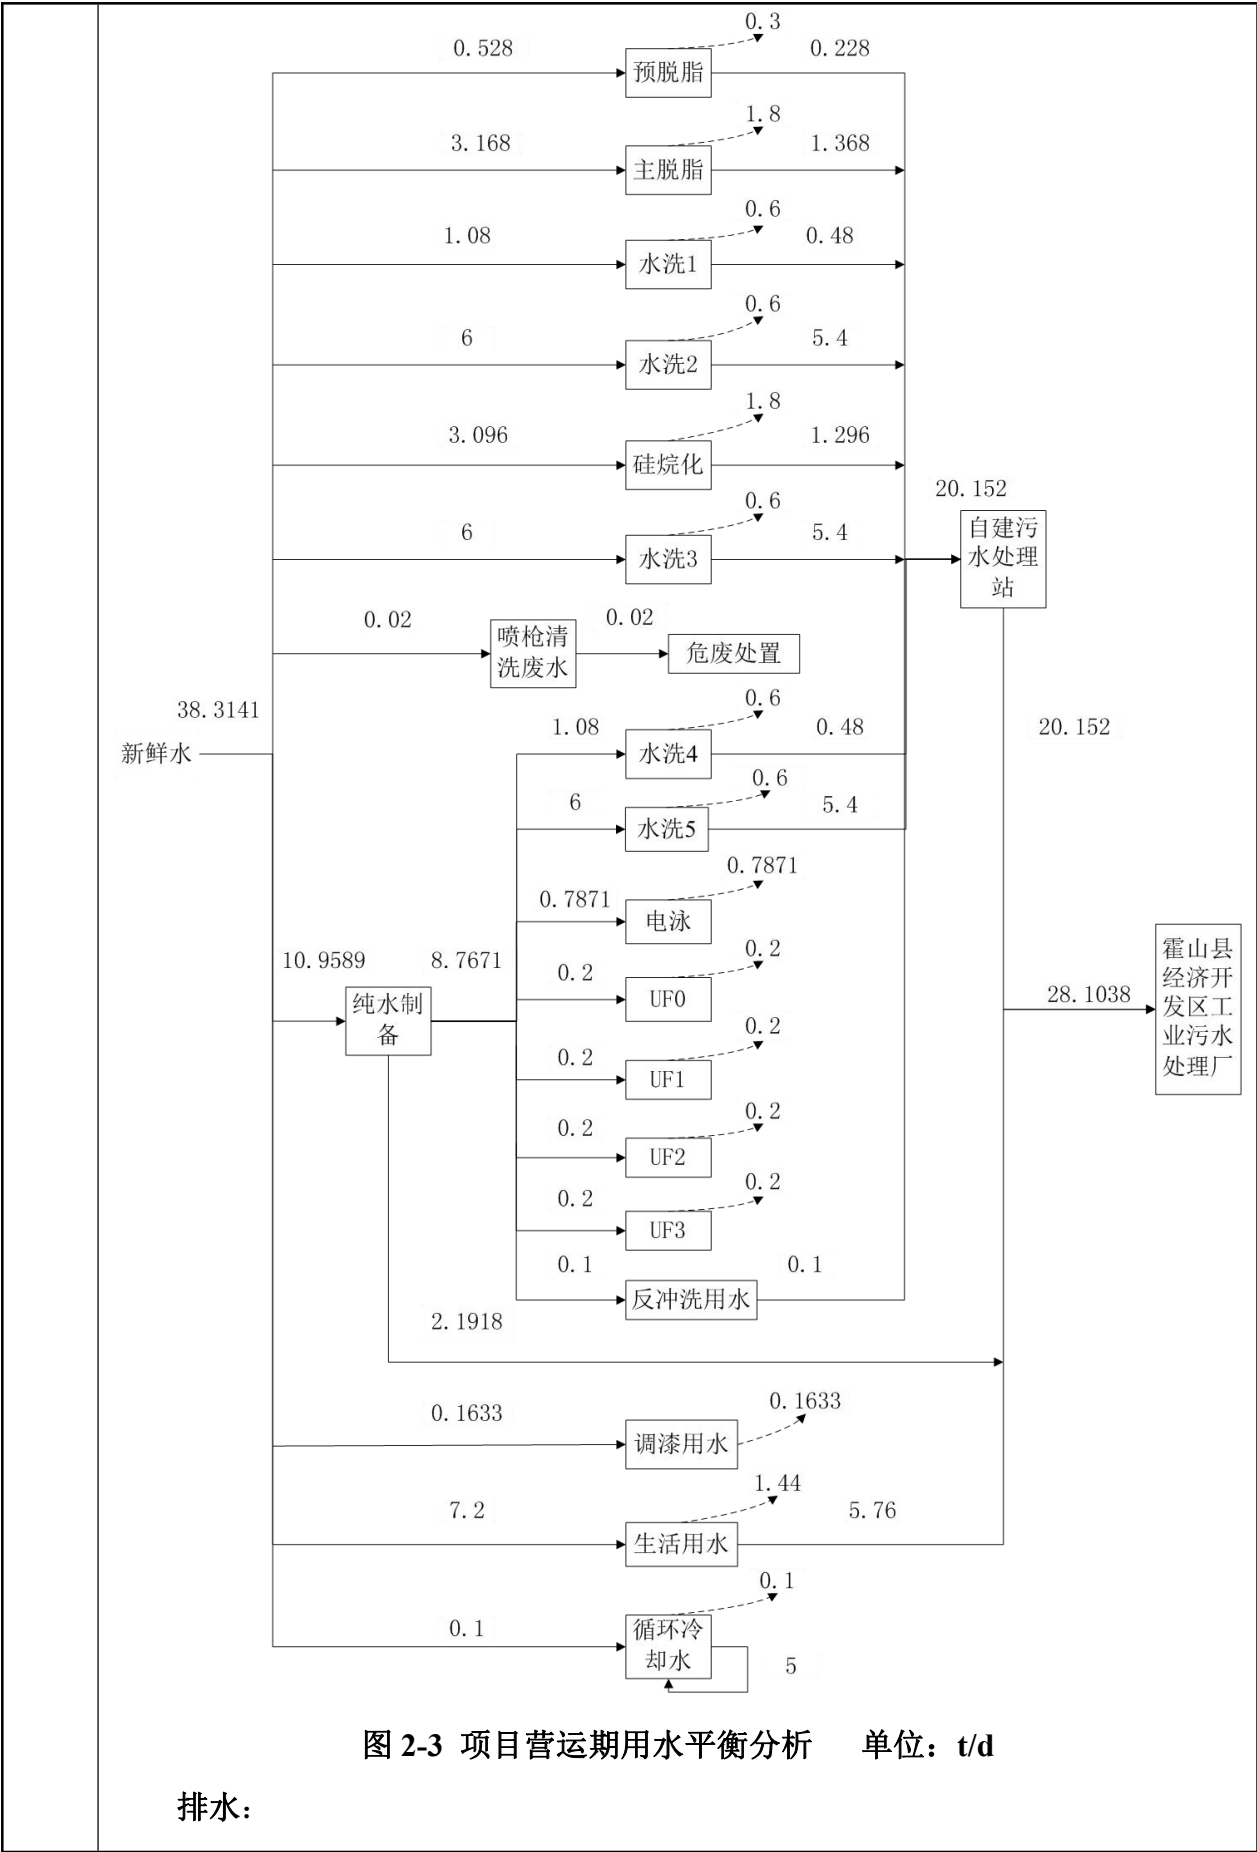 0.3
0.528
预脱脂
0.228
1.8
3.168
主脱脂
1.368
0.6
1.08
水洗1
0.48
0.6
6
水洗2
5.4
1.8
3.096
硅烷化
1.296
0.6
6
水洗3
5.4
20.152
自建污
水处理
站
0.02
喷枪清
洗废水
0.02
危废处置
38.3141
新鲜水
0.6
1.08
水洗4
0.48
20.152
0.6
6
水洗5
5.4
0.7871
0.7871
电泳
10.9589
纯水制
备
8.7671
0.2
0.2
UF0
0.2
0.2
UF1
0.2
0.2
UF2
0.2
0.2
UF3
0.1
反冲洗用水
0.1
28.1038
霍山县
经济开
发区工
业污水
处理厂
2.1918
0.1633
0.1633
调漆用水
1.44
7.2
生活用水
5.76
0.1
0.1
循环冷
却水
5
图 2-3 项目营运期用水平衡分析 单位：t/d
排水：